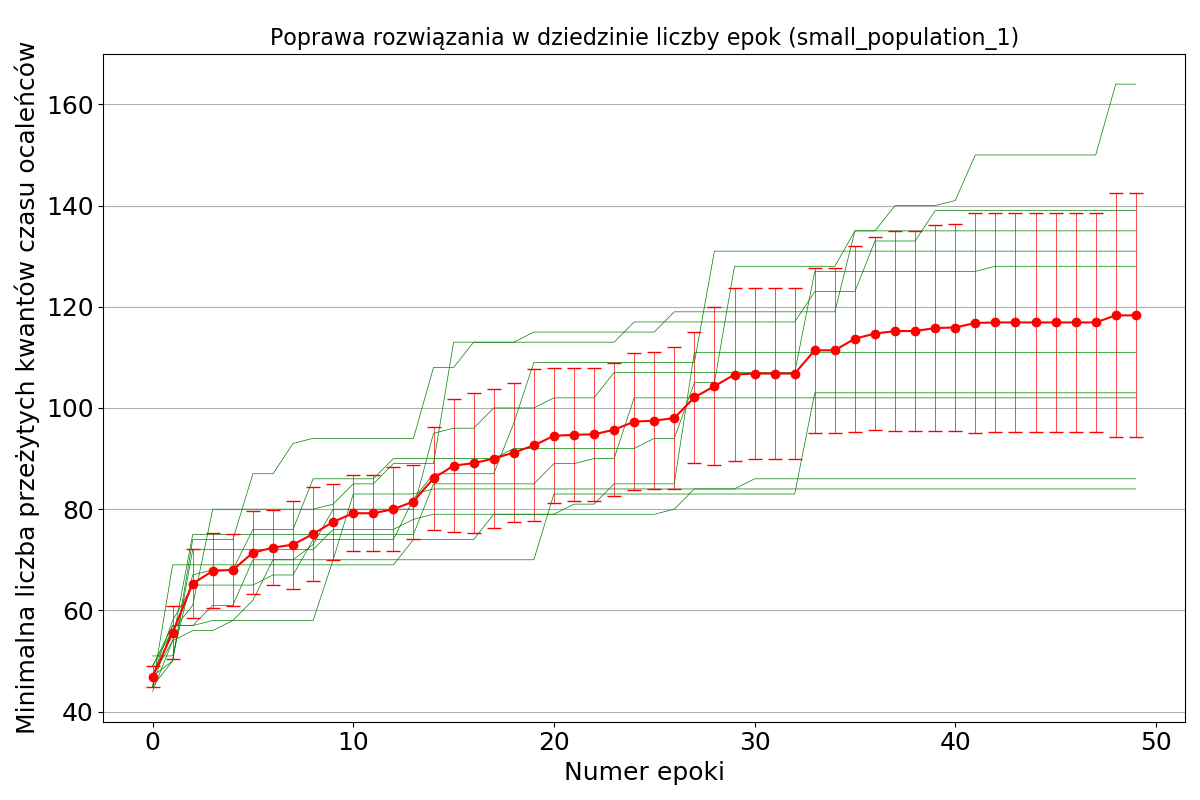 Poprawa rozwiązania w dziedzinie liczby epok (small_population_1)
Minimalna liczba przeżytych kwantów czasu ocaleńców
160
140
120
100
80
60
40
0 10 20 30 40 50
Numer epoki